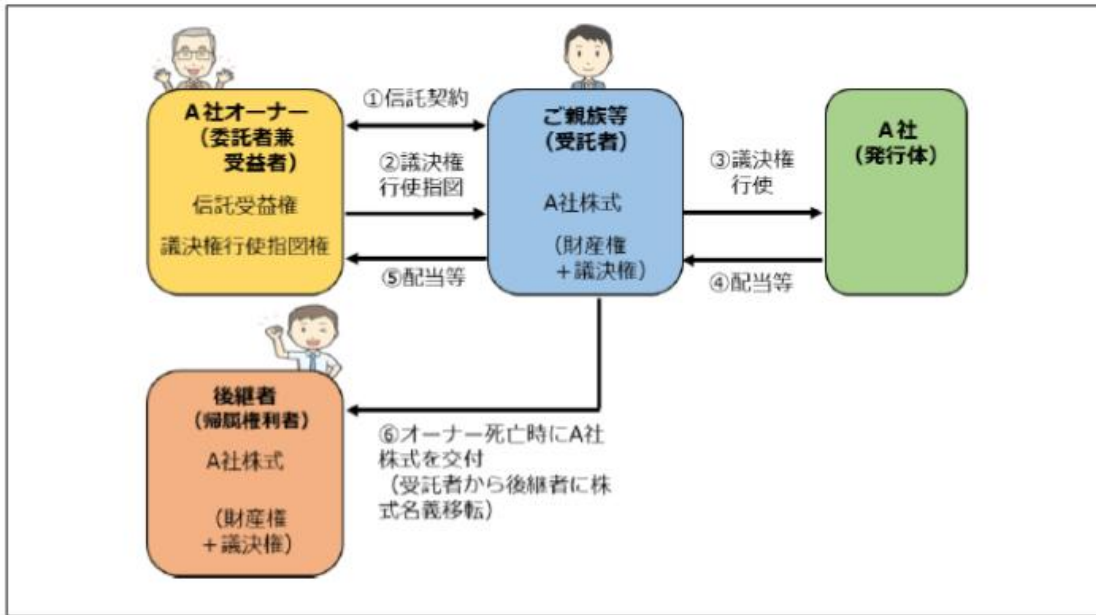 A社オーナー
（委託者兼
受益者）
信託受益権
議決権行使指図権
①信託契約
②議決権
行使指図
⑤配当等
ご親族等
（受託者）
A社株式
（財産権
＋議決権）
③議決権
行使
④配当等
A社
（発行体）
後継者
（帰属権利者）
A社株式
（財産権
＋議決権）
⑥オーナー死亡時にA社
株式を交付
（受託者から後継者に株
式名義移転）